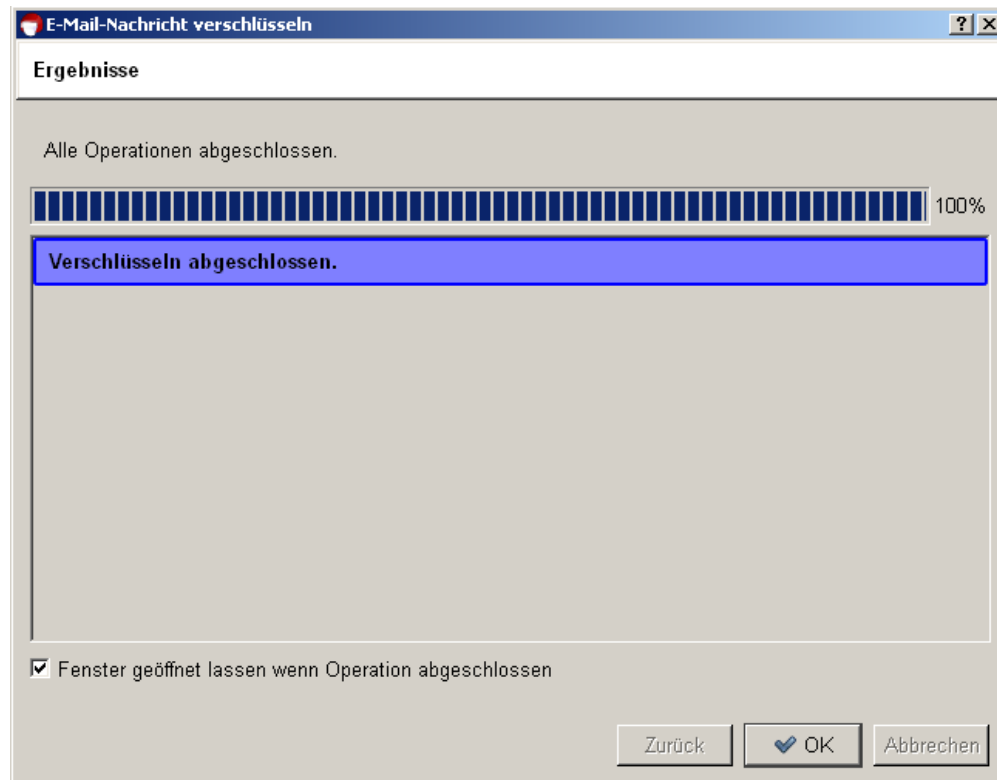 E-Mail-Nachricht verschlüsseln
Ergebnisse
Alle Operationen abgeschlossen.
100%
Verschlüsseln abgeschlossen.
Fenster geöffnet lassen wenn Operation abgeschlossen
Zurück OK Abbrechen